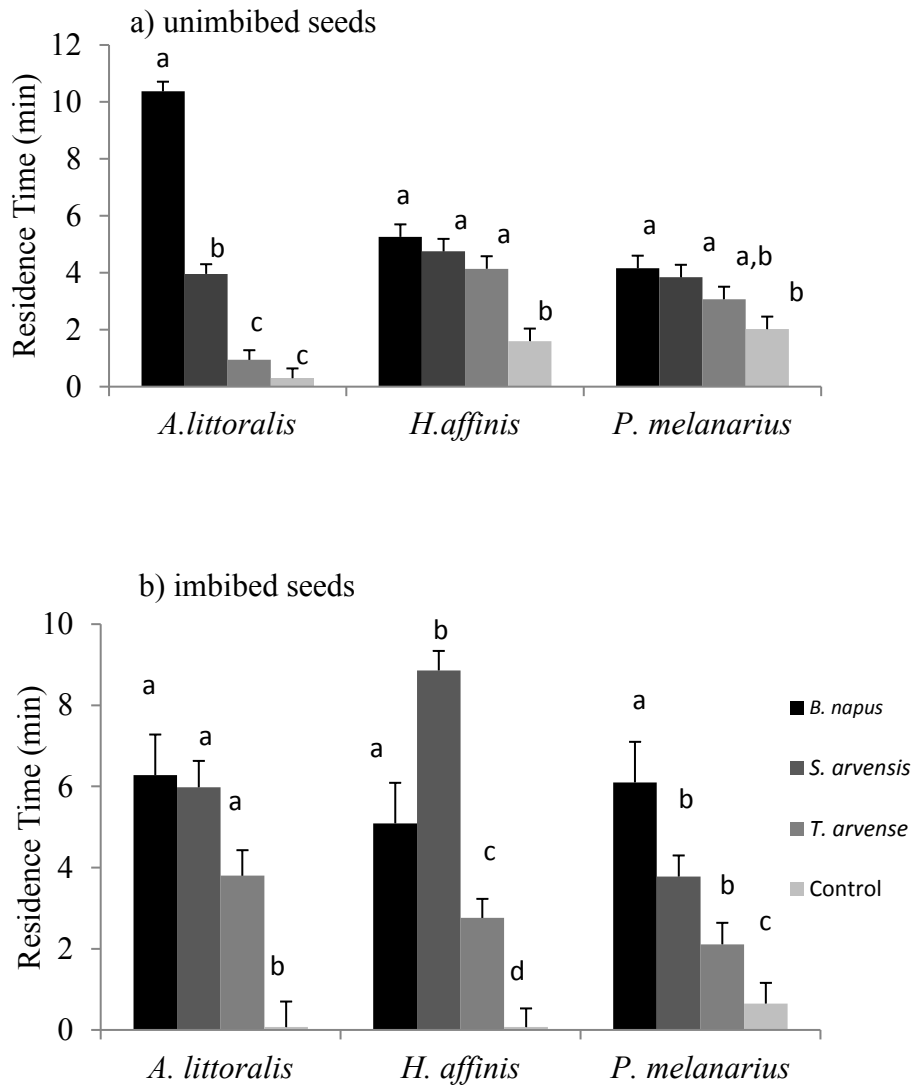 a) unimbibed seeds
Residence Time (min)
12
10
8
6
4
2
0
a
b
c
c
a
a
a
b
a
a
a,b
b
A.littoralis
H.affinis
P. melanarius
b) imbibed seeds
Residence Time (min)
10
8
6
4
2
0
a
a
a
b
a
b
c
d
a
b
b
c
A. littoralis
H. affinis
P. melanarius
B. napus
S. arvensis
T. arvense
Control